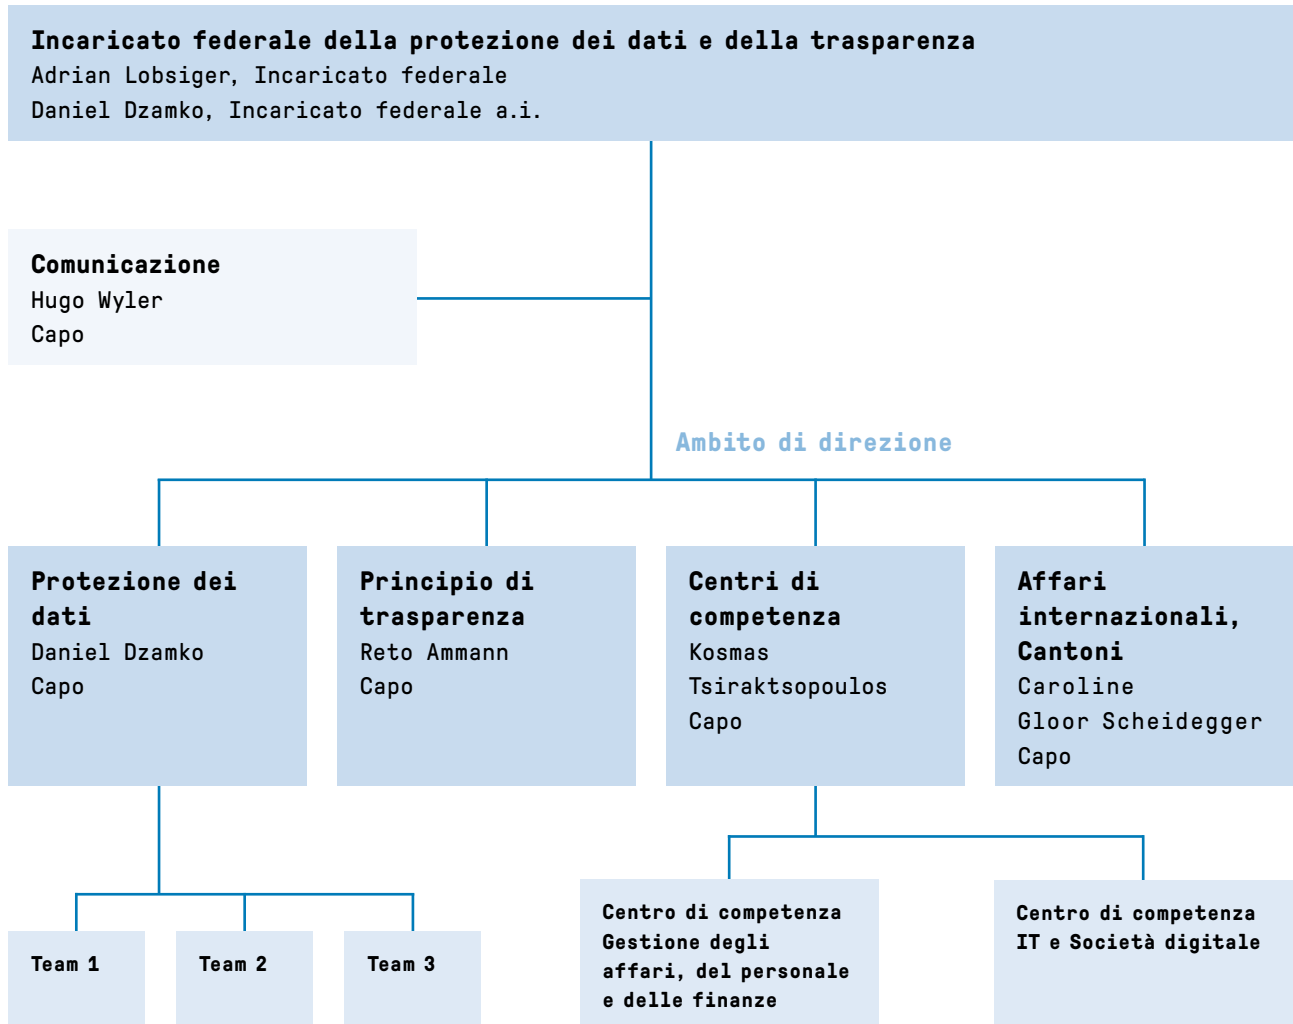 Incaricato federale della protezione dei dati e della trasparenza
Adrian Lobsiger, Incaricato federale
Daniel Dzamko, Incaricato federale a.i.
Comunicazione
Hugo Wyler
Capo
Ambito di direzione
Protezione dei
dati
Daniel Dzamko
Capo
Principio di
trasparenza
Reto Ammann
Capo
Centri di
competenza
Kosmas
Tsiraktsopoulos
Capo
Affari
internazionali,
Cantoni
Caroline
Gloor Scheidegger
Capo
Team 1
Team 2
Team 3
Centro di competenza
Gestione degli
affari, del personale
e delle finanze
Centro di competenza
IT e Società digitale